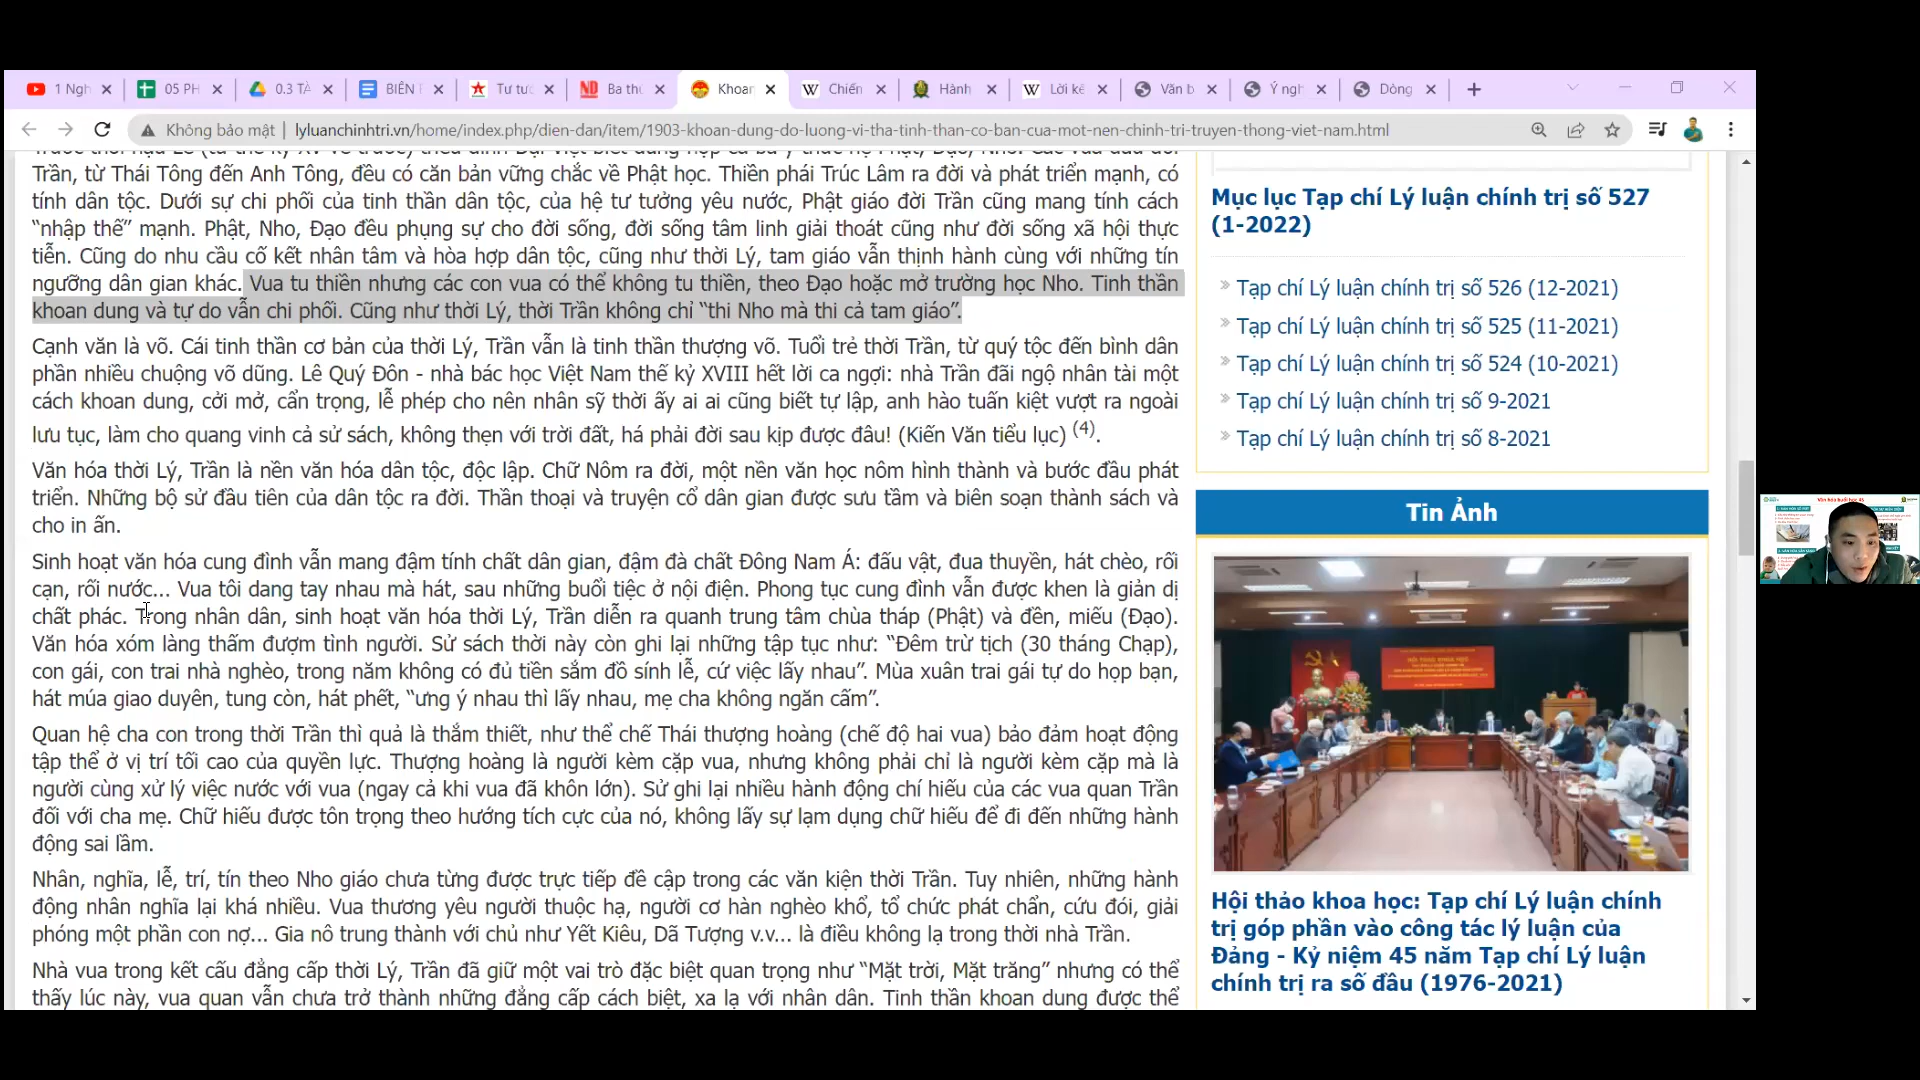 1 Ngh
05 PH
0.3 TÀ
BIÊN
Tư tư
Ba thứ
Khoan
Chiến
Hành
Lời kê
Văn b
Ý ngh
Dòng
Không bảo mật
lyluanchinhtri.vn/home/index.php/dien-dan/item/1903-khoan-dung-do-luong-vi-tha-tinh-than-co-ban-cua-mot-nen-chinh-tri-truyen-thong-viet-nam.html
Trần, từ Thái Tông đến Anh Tông, đều có căn bản vững chắc về Phật học. Thiền phái Trúc Lâm ra đời và phát triển mạnh, có
tính dân tộc. Dưới sự chi phối của tinh thần dân tộc, của hệ tư tưởng yêu nước, Phật giáo đời Trần cũng mang tính cách
“nhập thế” mạnh. Phật, Nho, Đạo đều phụng sự cho đời sống, đời sống tâm linh giải thoát cũng như đời sống xã hội thực
tiễn. Cũng do nhu cầu cố kết nhân tâm và hòa hợp dân tộc, cũng như thời Lý, tam giáo vẫn thịnh hành cùng với những tín
ngưỡng dân gian khác. Vua tu thiền nhưng các con vua có thể không tu thiền, theo Đạo hoặc mở trường học Nho. Tinh thần
khoan dung và tự do vẫn chi phối. Cũng như thời Lý, thời Trần không chỉ “thi Nho mà thi cả tam giáo”.
Cạnh văn là võ. Cái tinh thần cơ bản của thời Lý, Trần vẫn là tinh thần thượng võ. Tuổi trẻ thời Trần, từ quý tộc đến bình dân
phần nhiều chuộng võ dũng. Lê Quý Đôn - nhà bác học Việt Nam thế kỷ XVIII hết lời ca ngợi: nhà Trần đãi ngộ nhân tài một
cách khoan dung, cởi mở, cẩn trọng, lễ phép cho nên nhân sỹ thời ấy ai ai cũng biết tự lập, anh hào tuấn kiệt vượt ra ngoài
lưu tục, làm cho quang vinh cả sử sách, không thẹn với trời đất, há phải đời sau kịp được đâu! (Kiến Văn tiểu lục) (4).
Văn hóa thời Lý, Trần là nền văn hóa dân tộc, độc lập. Chữ Nôm ra đời, một nền văn học nôm hình thành và bước đầu phát
triển. Những bộ sử đầu tiên của dân tộc ra đời. Thần thoại và truyện cổ dân gian được sưu tầm và biên soạn thành sách và
cho in ấn.
Sinh hoạt văn hóa cung đình vẫn mang đậm tính chất dân gian, đậm đà chất Đông Nam Á: đấu vật, đua thuyền, hát chèo, rối
cạn, rối nước... Vua tôi dang tay nhau mà hát, sau những buổi tiệc ở nội điện. Phong tục cung đình vẫn được khen là giản dị
chất phác. Trong nhân dân, sinh hoạt văn hóa thời Lý, Trần diễn ra quanh trung tâm chùa tháp (Phật) và đền, miếu (Đạo).
Văn hóa xóm làng thấm đượm tình người. Sử sách thời này còn ghi lại những tập tục như: “Đêm trừ tịch (30 tháng Chạp),
con gái, con trai nhà nghèo, trong năm không có đủ tiền sắm đồ sính lễ, cứ việc lấy nhau”. Mùa xuân trai gái tự do họp bạn,
hát múa giao duyên, tung còn, hát phết, “ưng ý nhau thì lấy nhau, mẹ cha không ngăn cấm”.
Quan hệ cha con trong thời Trần thì quả là thắm thiết, như thể chế Thái thượng hoàng (chế độ hai vua) bảo đảm hoạt động
tập thể ở vị trí tối cao của quyền lực. Thượng hoàng là người kèm cặp vua, nhưng không phải chỉ là người kèm cặp mà là
người cùng xử lý việc nước với vua (ngay cả khi vua đã khôn lớn). Sử ghi lại nhiều hành động chí hiếu của các vua quan Trần
đối với cha mẹ. Chữ hiếu được tôn trọng theo hướng tích cực của nó, không lấy sự lạm dụng chữ hiếu để đi đến những hành
động sai lầm.
Nhân, nghĩa, lễ, trí, tín theo Nho giáo chưa từng được trực tiếp đề cập trong các văn kiện thời Trần. Tuy nhiên, những hành
động nhân nghĩa lại khá nhiều. Vua thương yêu người thuộc hạ, người cơ hàn nghèo khổ, tổ chức phát chẩn, cứu đói, giải
phóng một phần con nợ... Gia nô trung thành với chủ như Yết Kiêu, Dã Tượng v.v... là điều không lạ trong thời nhà Trần.
Nhà vua trong kết cấu đẳng cấp thời Lý, Trần đã giữ một vai trò đặc biệt quan trọng như “Mặt trời, Mặt trăng” nhưng có thể
thấy lúc này, vua quan vẫn chưa trở thành những đẳng cấp cách biệt, xa lạ với nhân dân. Tinh thần khoan dung được thể
Mục lục Tạp chí Lý luận chính trị số 527
(1-2022)
Tạp chí Lý luận chính trị số 526 (12-2021)
Tạp chí Lý luận chính trị số 525 (11-2021)
Tạp chí Lý luận chính trị số 524 (10-2021)
Tạp chí Lý luận chính trị số 9-2021
Tạp chí Lý luận chính trị số 8-2021
Tin Ảnh
HỘI THẢO KHOA HỌC:
Hội thảo khoa học: Tạp chí Lý luận chính
trị góp phần vào công tác lý luận của
Đảng - Kỷ niệm 45 năm Tạp chí Lý luận
chính trị ra số đầu (1976-2021)